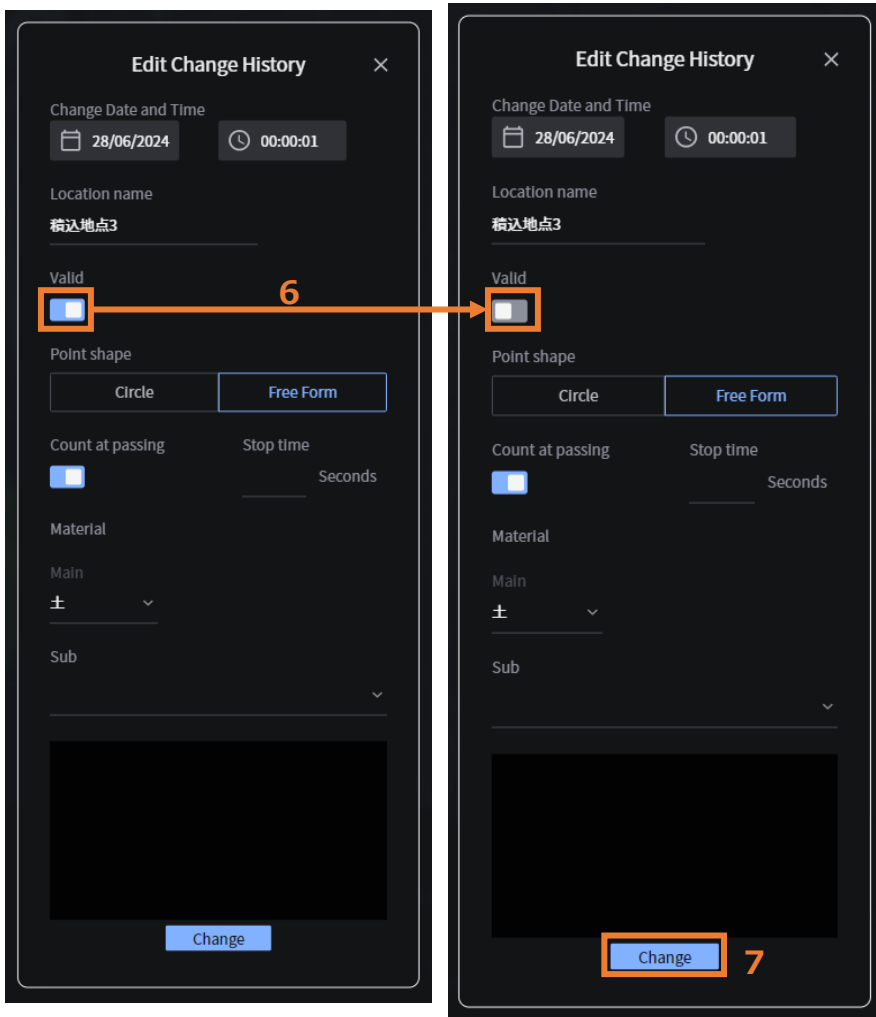 Edit Change History
Change Date and Time
28/06/2024 00:00:01
Location name
積込地点3
Valid
Point shape
Circle Free Form
Count at passing Stop time
Seconds
Material
Main
土
Sub
Change
6
Edit Change History
Change Date and Time
28/06/2024 00:00:01
Location name
積込地点3
Valid
Point shape
Circle Free Form
Count at passing Stop time
Seconds
Material
Main
土
Sub
Change
7